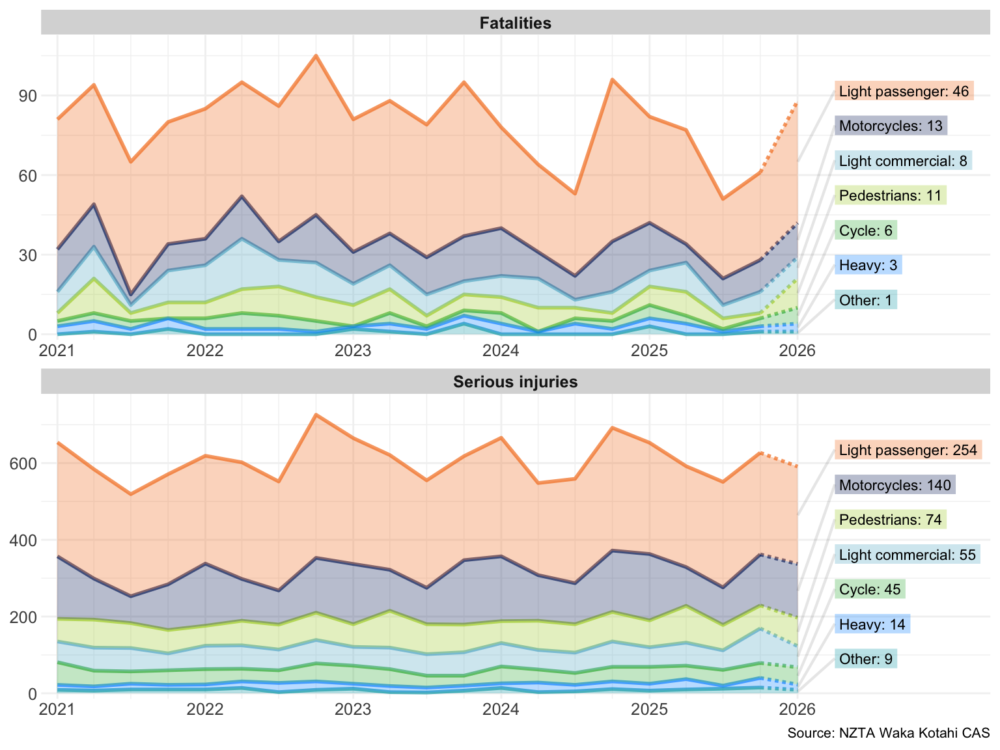 Fatalities
90
60
30
0
2021 2022 2023 2024 2025 2026
Light passenger: 46
Motorcycles: 13
Light commercial: 8
Pedestrians: 11
Cycle: 6
Heavy: 3
Other: 1
Serious injuries
600
400
200
0
2021 2022 2023 2024 2025 2026
Light passenger: 254
Motorcycles: 140
Pedestrians: 74
Light commercial: 55
Cycle: 45
Heavy: 14
Other: 9
Source: NZTA Waka Kotahi CAS